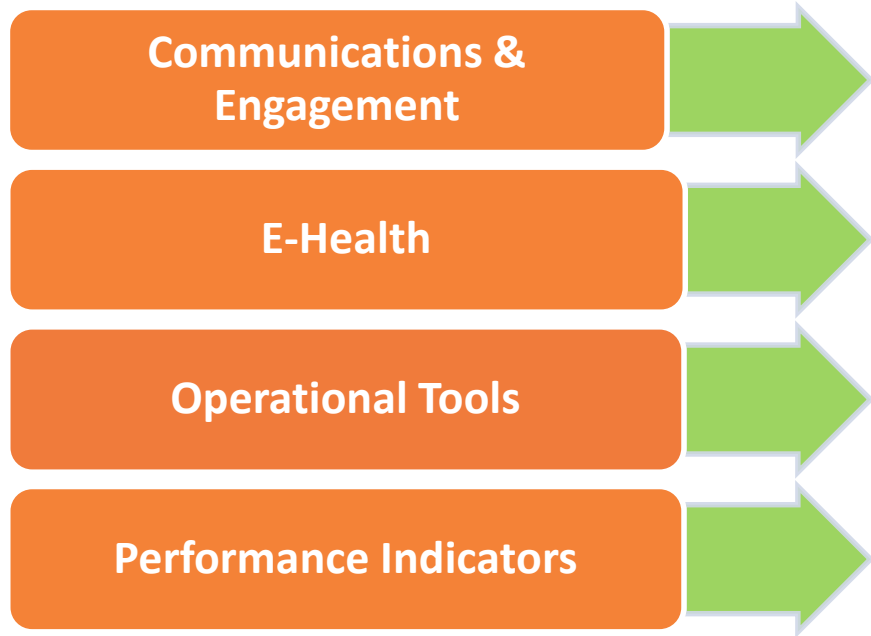 Communications &
Engagement
E-Health
Operational Tools
Performance Indicators